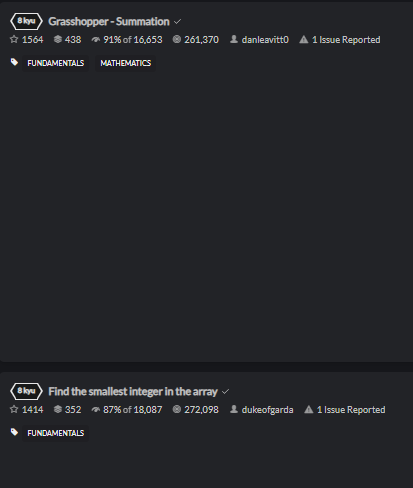 8 kyu Grasshopper - Summation
1564 438 91% of 16,653 261,370 danleavitt0 1 Issue Reported
FUNDAMENTALS MATHEMATICS
8 kyu Find the smallest integer in the array
1414 352 87% of 18,087 272,098 dukeofgarda 1 Issue Reported
FUNDAMENTALS